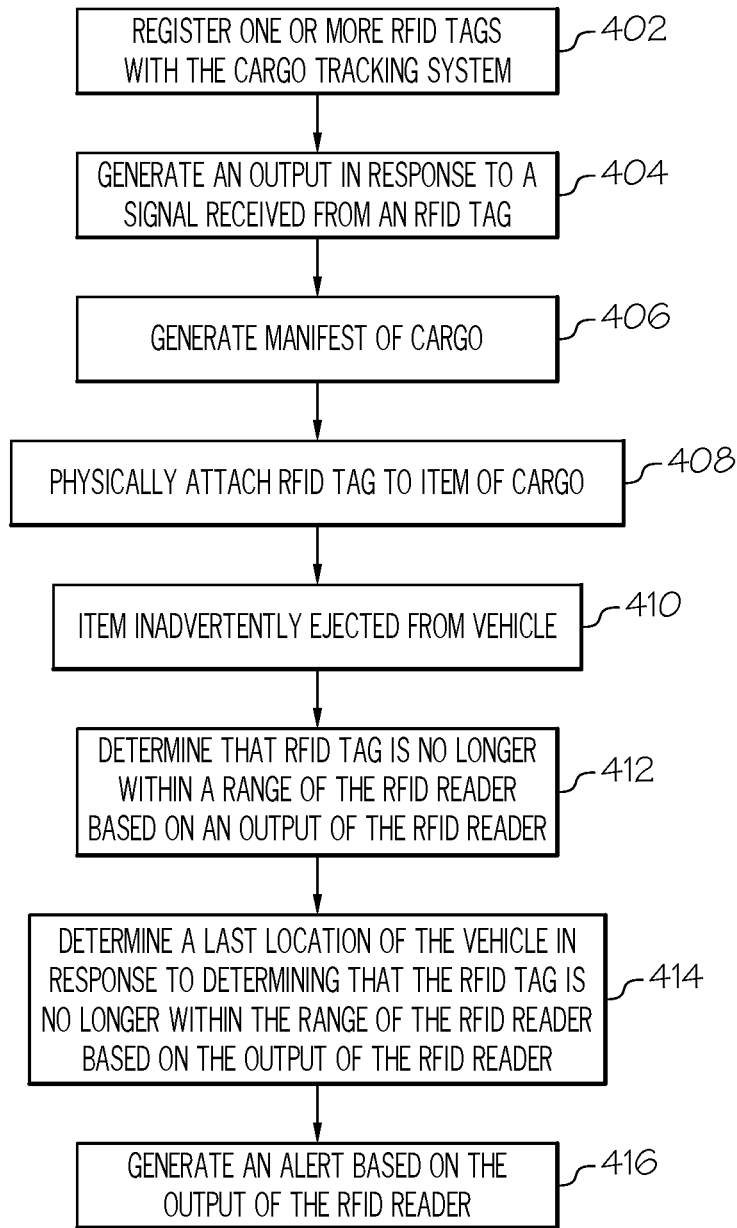 REGISTER ONE OR MORE RFID TAGS
WITH THE CARGO TRACKING SYSTEM
402
GENERATE AN OUTPUT IN RESPONSE TO A
SIGNAL RECEIVED FROM AN RFID TAG
404
GENERATE MANIFEST OF CARGO
406
PHYSICALLY ATTACH RFID TAG TO ITEM OF CARGO
408
ITEM INADVERTENTLY EJECTED FROM VEHICLE
410
DETERMINE THAT RFID TAG IS NO LONGER
WITHIN A RANGE OF THE RFID READER
BASED ON AN OUTPUT OF THE RFID READER
412
DETERMINE A LAST LOCATION OF THE VEHICLE IN
RESPONSE TO DETERMINING THAT THE RFID TAG IS
NO LONGER WITHIN THE RANGE OF THE RFID READER
BASED ON THE OUTPUT OF THE RFID READER
414
GENERATE AN ALERT BASED ON THE
OUTPUT OF THE RFID READER
416